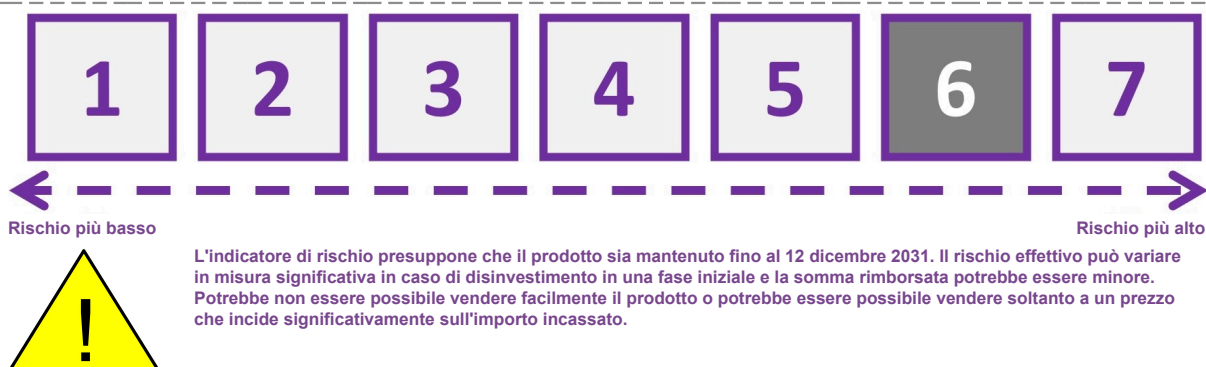 1 2 3 4 5 6 7
Rischio più basso Rischio più alto
L'indicatore di rischio presuppone che il prodotto sia mantenuto fino al 12 dicembre 2031. Il rischio effettivo può variare
in misura significativa in caso di disinvestimento in una fase iniziale e la somma rimborsata potrebbe essere minore.
Potrebbe non essere possibile vendere facilmente il prodotto o potrebbe essere possibile vendere soltanto a un prezzo
che incide significativamente sull'importo incassato.
!